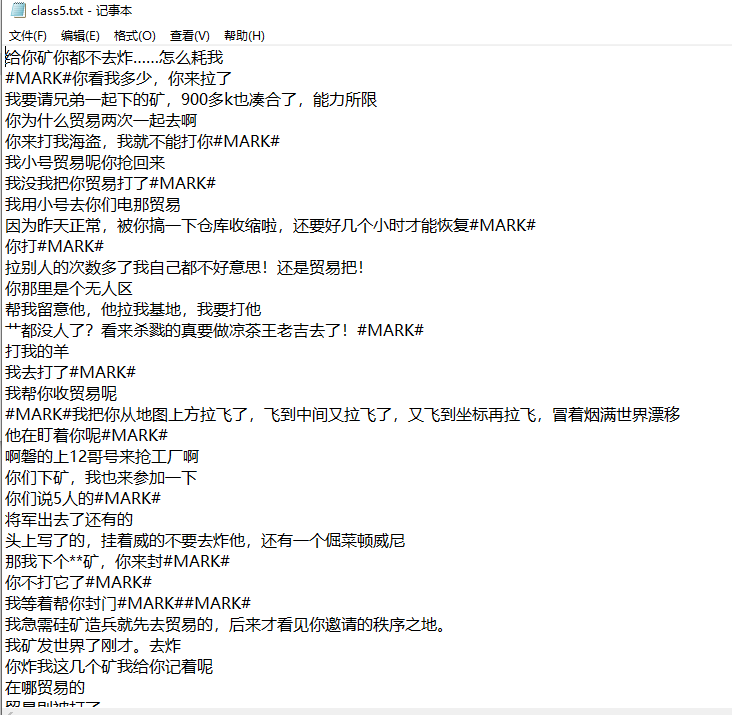 class5.txt - 记事本
文件(F) 编辑(E) 格式(O) 查看(V) 帮助(H)
给你矿你都不去炸......怎么耗我
#MARK#你看我多少，你来拉了
我要请兄弟一起下的矿，900多k也凑合了，能力所限
你为什么贸易两次一起去啊
你来打我海盗，我就不能打你#MARK#
我小号贸易呢你抢回来
我没我把你贸易打了#MARK#
我用小号去你们电那贸易
因为昨天正常，被你搞一下仓库收缩啦，还要好几个小时才能恢复#MARK#
你打#MARK#
拉别人的次数多了我自己都不好意思！还是贸易把！
你那里是个无人区
帮我留意他，他拉我基地，我要打他
艹都没人了？看来杀戮的真要做凉茶王老吉去了！#MARK#
打我的羊
我去打了#MARK#
我帮你收贸易呢
#MARK#我把你从地图上方拉飞了，飞到中间又拉飞了，又飞到坐标再拉飞，冒着烟满世界漂移
他在盯着你呢#MARK#
啊磐的上12哥号来抢工厂啊
你们下矿，我也来参加一下
你们说5人的#MARK#
将军出去了还有的
头上写了的，挂着威的不要去炸他，还有一个倔菜顿威尼
那我下个**矿，你来封#MARK#
你不打它了#MARK#
我等着帮你封门#MARK##MARK#
我急需硅矿造兵就先去贸易的，后来才看见你邀请的秩序之地。
我矿发世界了刚才。去炸
你炸我这几个矿我给你记着呢
在哪贸易的